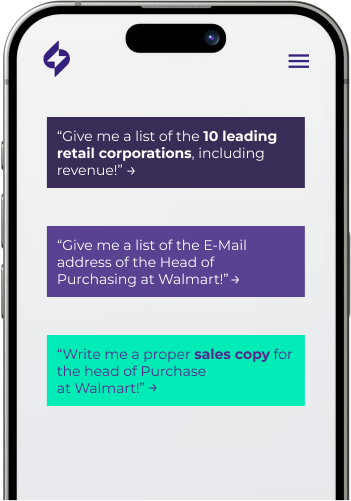 “Give me a list of the 10 leading
retail corporations, including
revenue!” →
“Give me a list of the E-Mail
address of the Head of
Purchasing at Walmart!” →
“Write me a proper sales copy for
the head of Purchase
at Walmart!” →